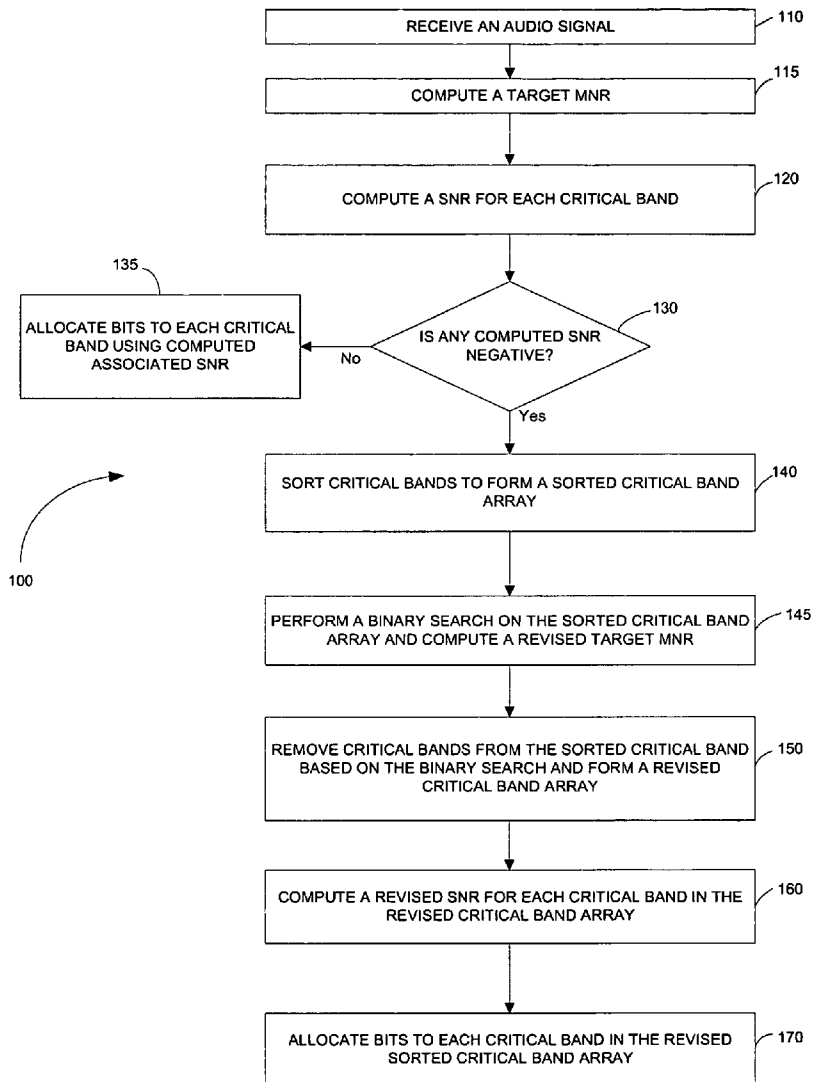 RECEIVE AN AUDIO SIGNAL
110
COMPUTE A TARGET MNR
115
COMPUTE A SNR FOR EACH CRITICAL BAND
120
135
ALLOCATE BITS TO EACH CRITICAL
BAND USING COMPUTED
ASSOCIATED SNR
No
IS ANY COMPUTED SNR
NEGATIVE?
130
Yes
SORT CRITICAL BANDS TO FORM A SORTED CRITICAL BAND
ARRAY
140
100
PERFORM A BINARY SEARCH ON THE SORTED CRITICAL BAND
ARRAY AND COMPUTE A REVISED TARGET MNR
145
REMOVE CRITICAL BANDS FROM THE SORTED CRITICAL BAND
BASED ON THE BINARY SEARCH AND FORM A REVISED
CRITICAL BAND ARRAY
150
COMPUTE A REVISED SNR FOR EACH CRITICAL BAND IN THE
REVISED CRITICAL BAND ARRAY
160
ALLOCATE BITS TO EACH CRITICAL BAND IN THE REVISED
SORTED CRITICAL BAND ARRAY
170